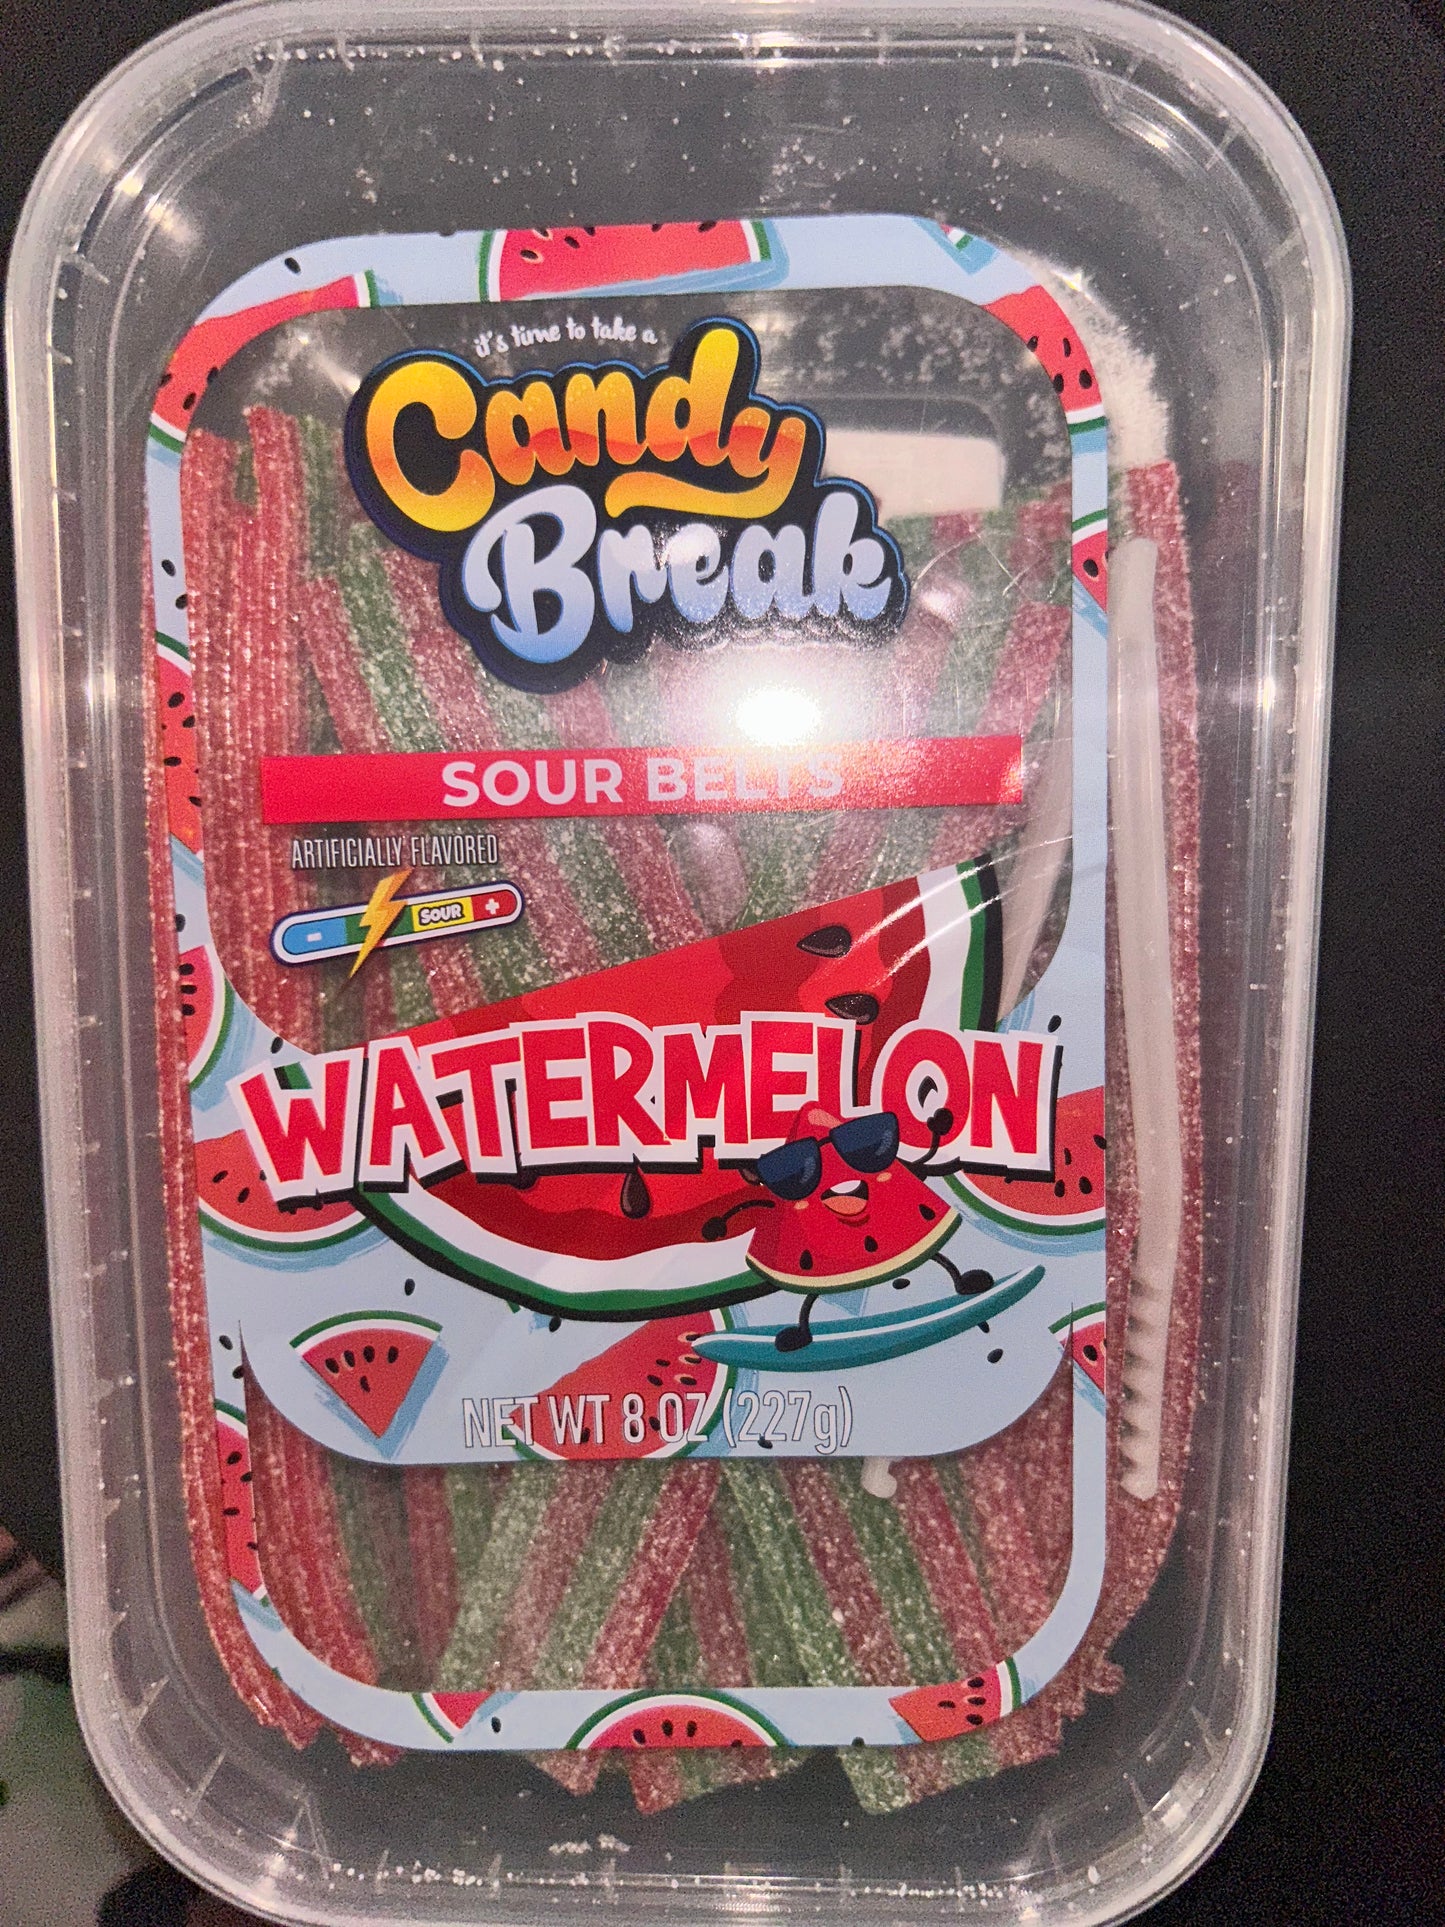 it's time to take a
Candy
Break
SOUR BELTS
ARTIFICIALLY FLAVORED
- SOUR +
WATERMELON
NET WT 8 OZ (227g)